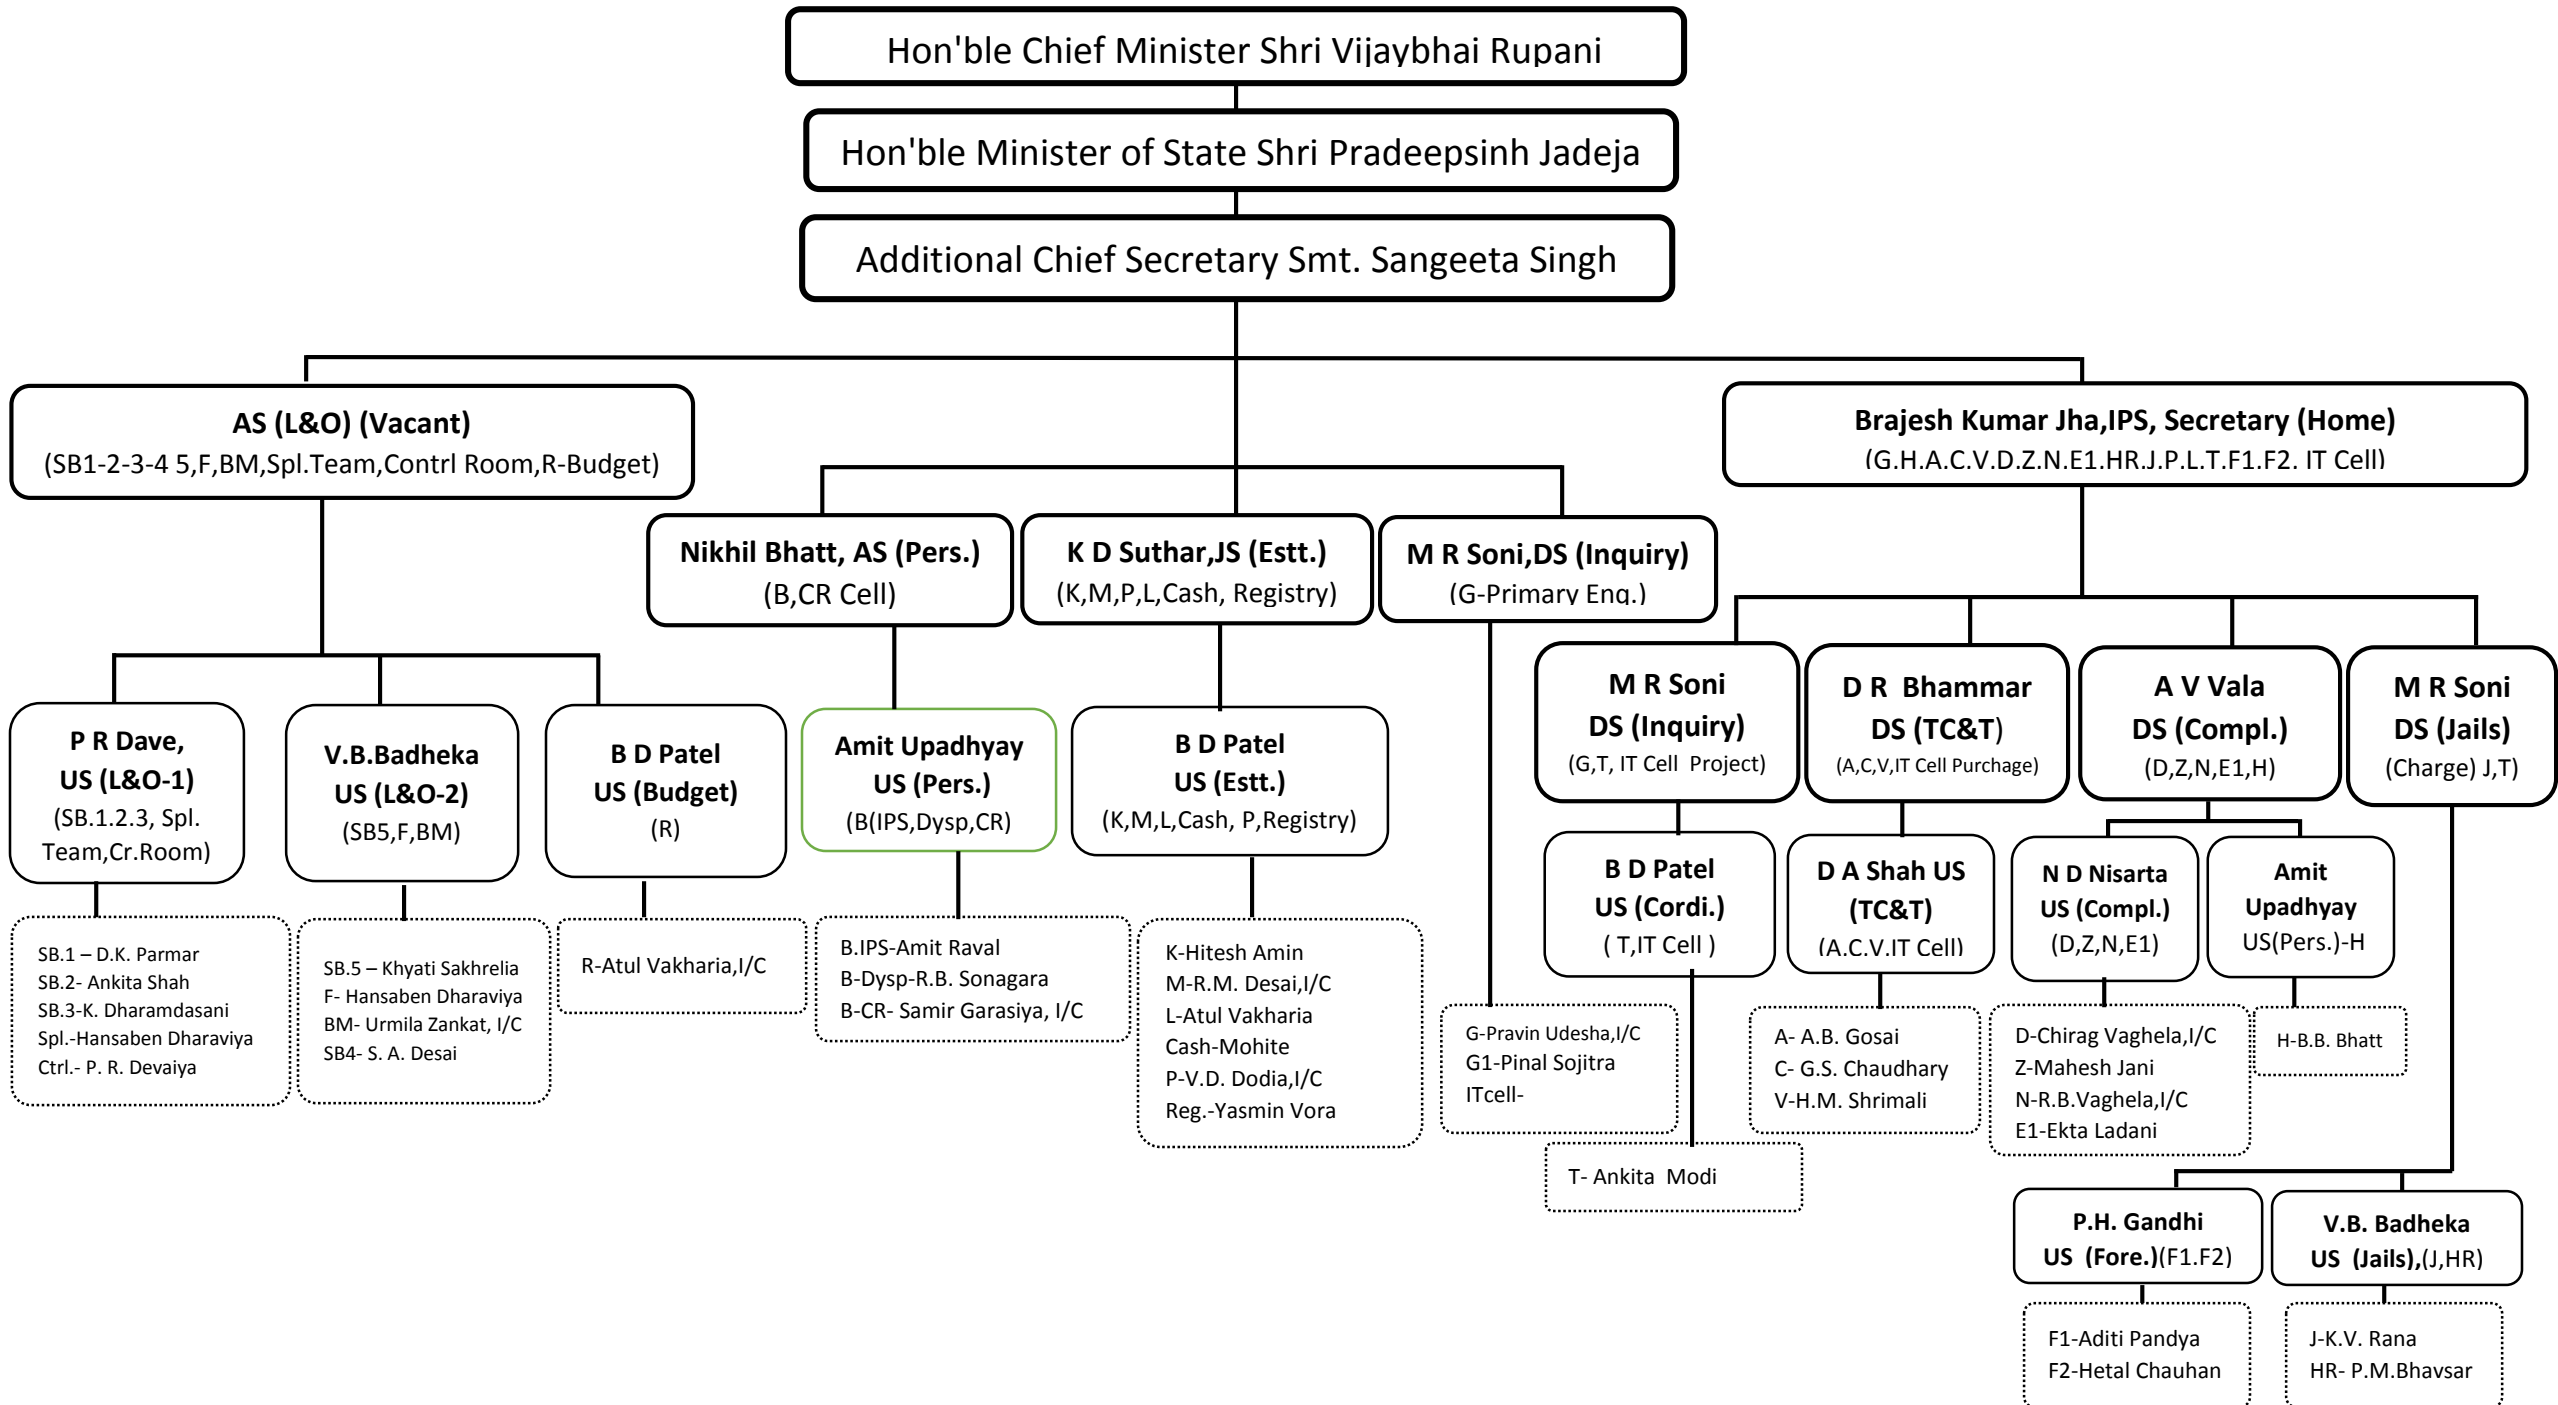 Hon'ble Chief Minister Shri Vijaybhai Rupani
Hon'ble Minister of State Shri Pradeepsinh Jadeja
Additional Chief Secretary Smt. Sangeeta Singh
AS (L&O) (Vacant)
(SB1-2-3-4 5,F,BM,Spl.Team,Contrl Room,R-Budget)
Brajesh Kumar Jha,IPS, Secretary (Home)
(G.H.A.C.V.D.Z.N.E1.HR.J.P.L.T.F1.F2. IT Cell)
Nikhil Bhatt, AS (Pers.)
(B,CR Cell)
K D Suthar,JS (Estt.)
(K,M,P,L,Cash, Registry)
M R Soni,DS (Inquiry)
(G-Primary Enq.)
P R Dave,
US (L&O-1)
(SB.1.2.3, Spl.
Team,Cr.Room)
V.B.Badheka
US (L&O-2)
(SB5,F,BM)
B D Patel
US (Budget)
(R)
Amit Upadhyay
US (Pers.)
(B(IPS,Dysp,CR)
B D Patel
US (Estt.)
(K,M,L,Cash, P,Registry)
M R Soni
DS (Inquiry)
(G,T, IT Cell  Project)
D R  Bhammar
DS (TC&T)
(A,C,V,IT Cell Purchage)
A V Vala
DS (Compl.)
(D,Z,N,E1,H)
M R Soni
DS (Jails)
(Charge) J,T)
B D Patel
US (Cordi.)
( T,IT Cell )
D A Shah US
(TC&T)
(A.C.V.IT Cell)
N D Nisarta
US (Compl.)
(D,Z,N,E1)
Amit
Upadhyay
US(Pers.)-H
SB.1 – D.K. Parmar
SB.2- Ankita Shah
SB.3-K. Dharamdasani
Spl.-Hansaben Dharaviya
Ctrl.- P. R. Devaiya
SB.5 – Khyati Sakhrelia
F- Hansaben Dharaviya
BM- Urmila Zankat, I/C
SB4- S. A. Desai
R-Atul Vakharia,I/C
B.IPS-Amit Raval
B-Dysp-R.B. Sonagara
B-CR- Samir Garasiya, I/C
K-Hitesh Amin
M-R.M. Desai,I/C
L-Atul Vakharia
Cash-Mohite
P-V.D. Dodia,I/C
Reg.-Yasmin Vora
G-Pravin Udesha,I/C
G1-Pinal Sojitra
ITcell-
T- Ankita  Modi
A- A.B. Gosai
C- G.S. Chaudhary
V-H.M. Shrimali
D-Chirag Vaghela,I/C
Z-Mahesh Jani
N-R.B.Vaghela,I/C
E1-Ekta Ladani
H-B.B. Bhatt
P.H. Gandhi
US  (Fore.)(F1.F2)
V.B. Badheka
US  (Jails),(J,HR)
F1-Aditi Pandya
F2-Hetal Chauhan
J-K.V. Rana
HR- P.M.Bhavsar